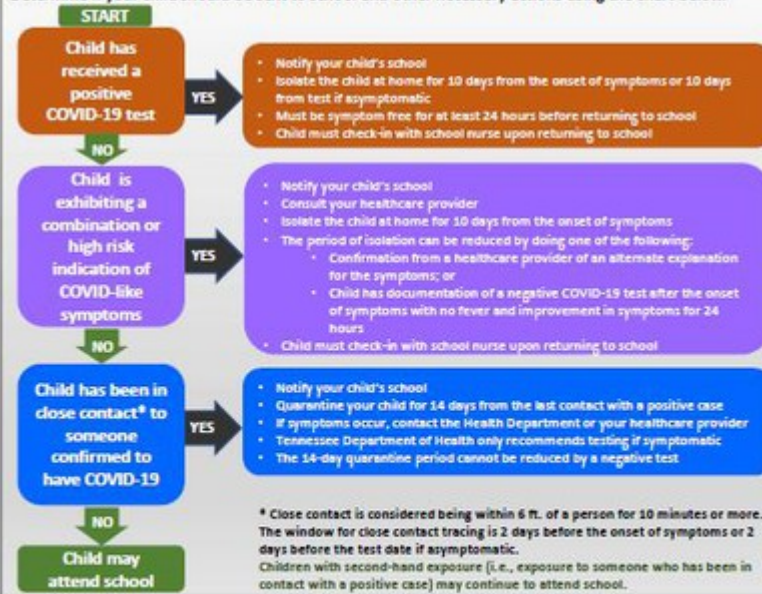 START
Child has
received a
positive
COVID-19 test
YES
• Notify your child's school
• Isolate the child at home for 10 days from the onset of symptoms or 10 days
from test if asymptomatic
• Must be symptom free for at least 24 hours before returning to school
• Child must check-in with school nurse upon returning to school
NO
Child is
exhibiting a
combination or
high risk
indication of
COVID-like
symptoms
YES
• Notify your child's school
• Consult your healthcare provider
• Isolate the child at home for 10 days from the onset of symptoms
• The period of isolation can be reduced by doing one of the following:
• Confirmation from a healthcare provider of an alternate explanation
for the symptoms; or
• Child has documentation of a negative COVID-19 test after the onset
of symptoms with no fever and improvement in symptoms for 24
hours
• Child must check-in with school nurse upon returning to school
NO
Child has been in
close contact* to
someone
confirmed to
have COVID-19
YES
• Notify your child's school
• Quarantine your child for 14 days from the last contact with a positive case
• If symptoms occur, contact the Health Department or your healthcare provider
• Tennessee Department of Health only recommends testing if symptomatic
• The 14-day quarantine period cannot be reduced by a negative test
NO
Child may
attend school
* Close contact is considered being within 6 ft. of a person for 10 minutes or more.
The window for close contact tracing is 2 days before the onset of symptoms or 2
days before the test date if asymptomatic.
Children with second-hand exposure (i.e., exposure to someone who has been in
contact with a positive case) may continue to attend school.